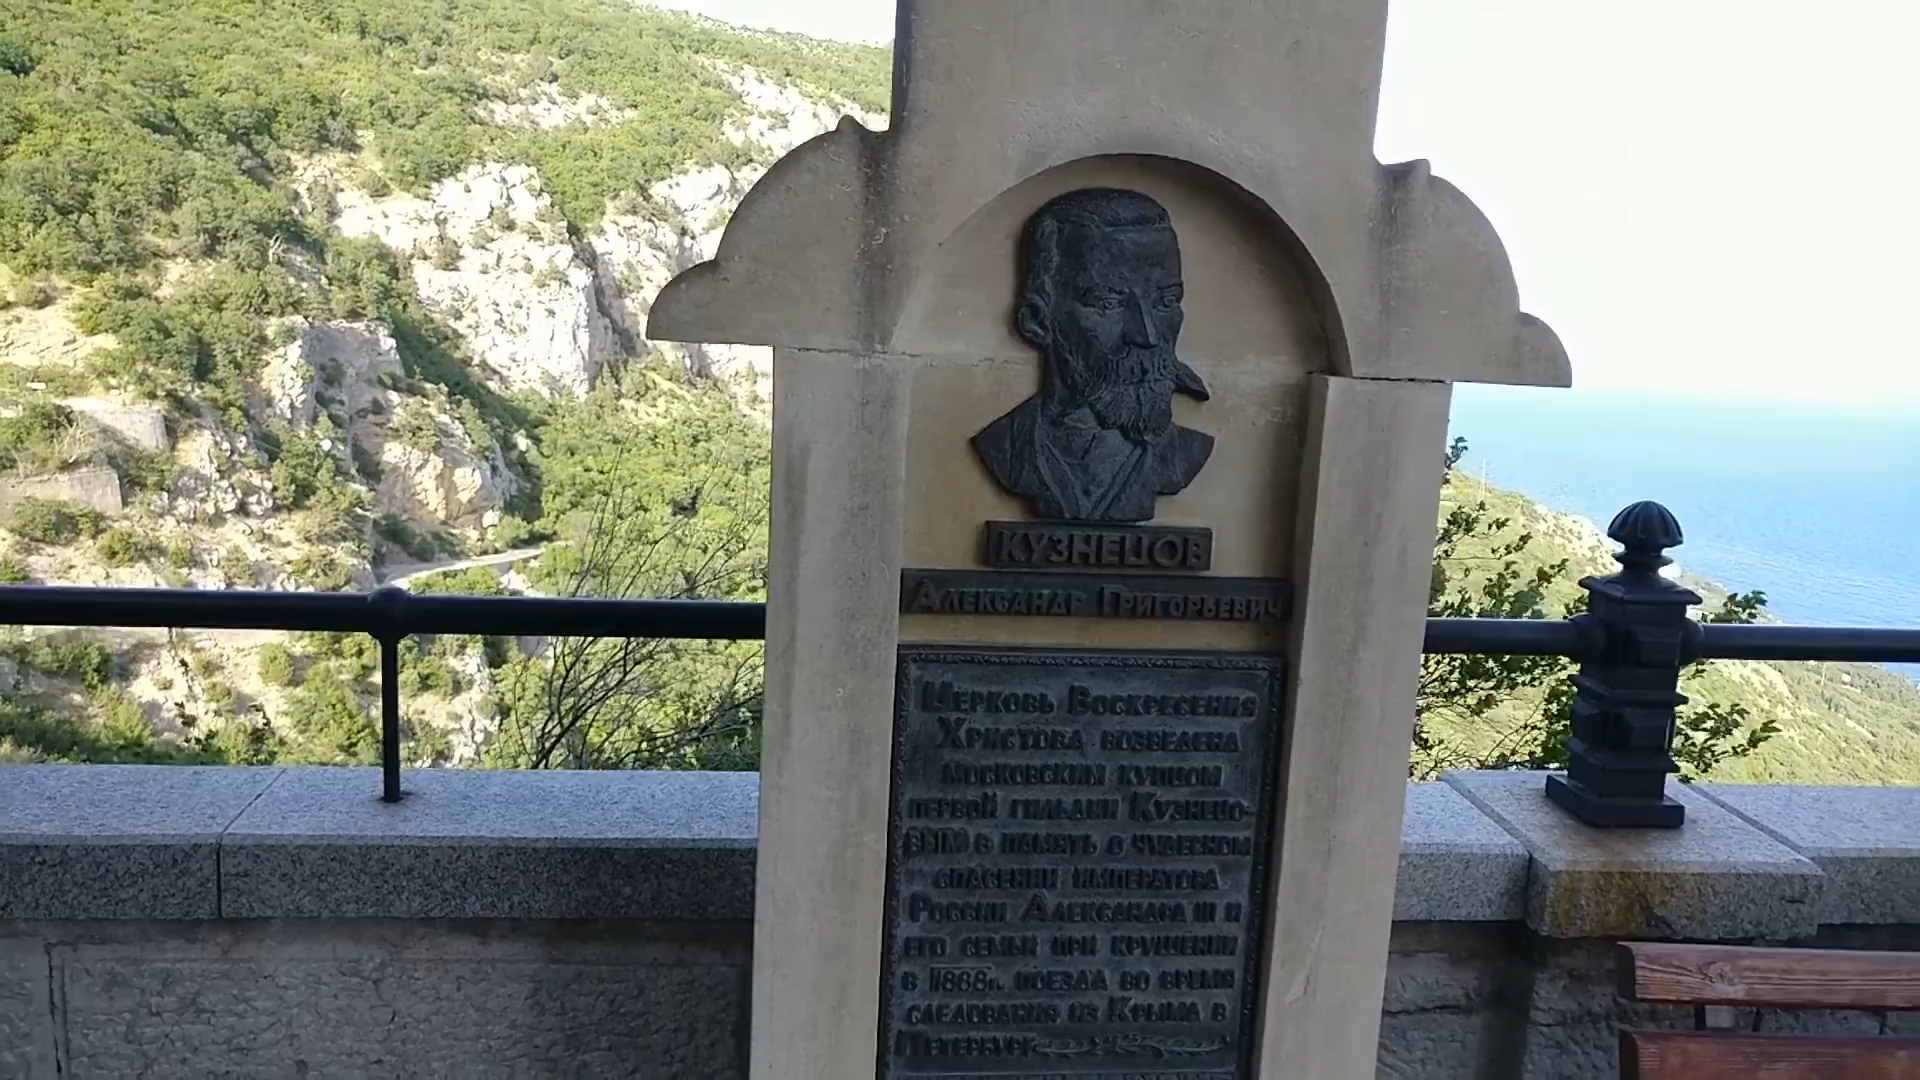 КУЗНЕЦОВ
Александр Григорьевич
Церковь Воскресения
Христова возведена
московским купцом
первой гильдии Кузнецо-
вым в память о чудесном
спасении императора
России Александра III и
его семьи при крушении
в 1888г. поезда во время
следования из Крыма в
Петербург